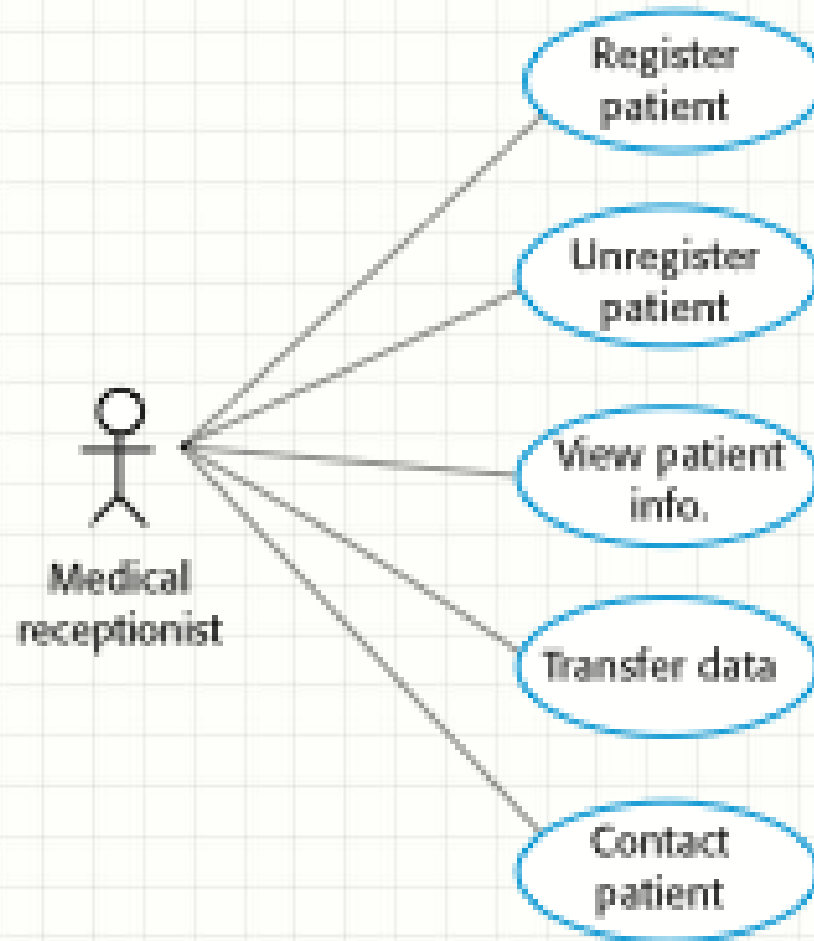 Register
patient
Unregister
patient
View patient
info.
Medical
receptionist
Transfer data
Contact
patient